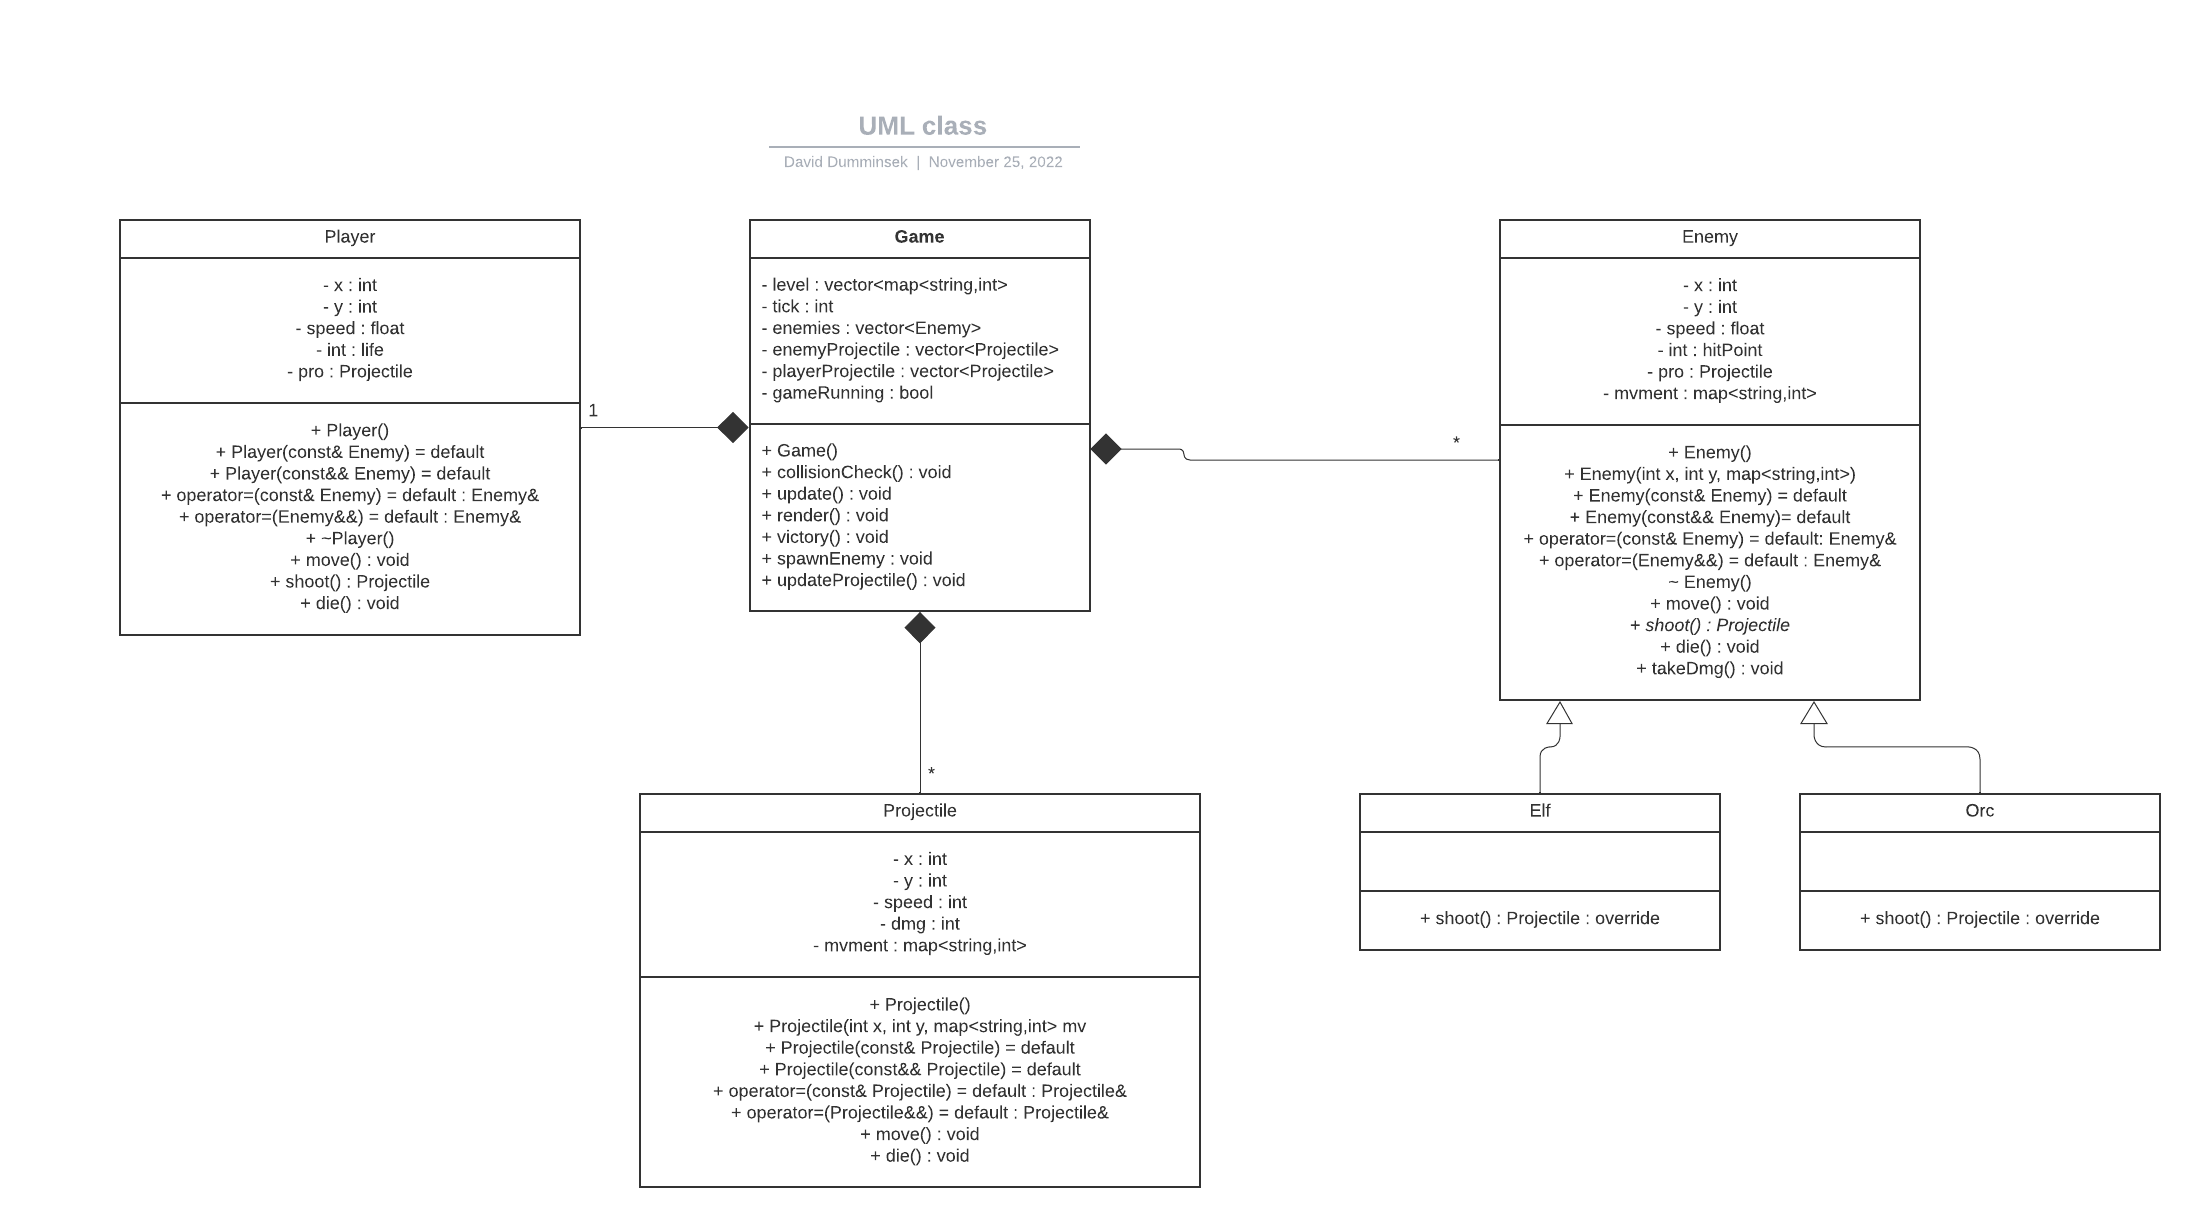 UML class
David Dumminsek | November 25, 2022
Player
- x : int
- y : int
- speed : float
- int : life
- pro : Projectile
+ Player()
+ Player(const& Enemy) = default
+ Player(const&& Enemy) = default
+ operator=(const& Enemy) = default : Enemy&
+ operator=(Enemy&&) = default : Enemy&
+ ~Player()
+ move() : void
+ shoot() : Projectile
+ die() : void
1
Game
- level : vector<map<string,int>
- tick : int
- enemies : vector<Enemy>
- enemyProjectile : vector<Projectile>
- playerProjectile : vector<Projectile>
- gameRunning : bool
+ Game()
+ collisionCheck() : void
+ update() : void
+ render() : void
+ victory() : void
+ spawnEnemy : void
+ updateProjectile() : void
*
Enemy
- x : int
- y : int
- speed : float
- int : hitPoint
- pro : Projectile
- mvment : map<string,int>
+ Enemy()
+ Enemy(int x, int y, map<string,int>)
+ Enemy(const& Enemy) = default
+ Enemy(const&& Enemy)= default
+ operator=(const& Enemy) = default: Enemy&
+ operator=(Enemy&&) = default : Enemy&
~ Enemy()
+ move() : void
+ shoot() : Projectile
+ die() : void
+ takeDmg() : void
*
Projectile
- x : int
- y : int
- speed : int
- dmg : int
- mvment : map<string,int>
+ Projectile()
+ Projectile(int x, int y, map<string,int> mv
+ Projectile(const& Projectile) = default
+ Projectile(const&& Projectile) = default
+ operator=(const& Projectile) = default : Projectile&
+ operator=(Projectile&&) = default : Projectile&
+ move() : void
+ die() : void
Elf
+ shoot() : Projectile : override
Orc
+ shoot() : Projectile : override